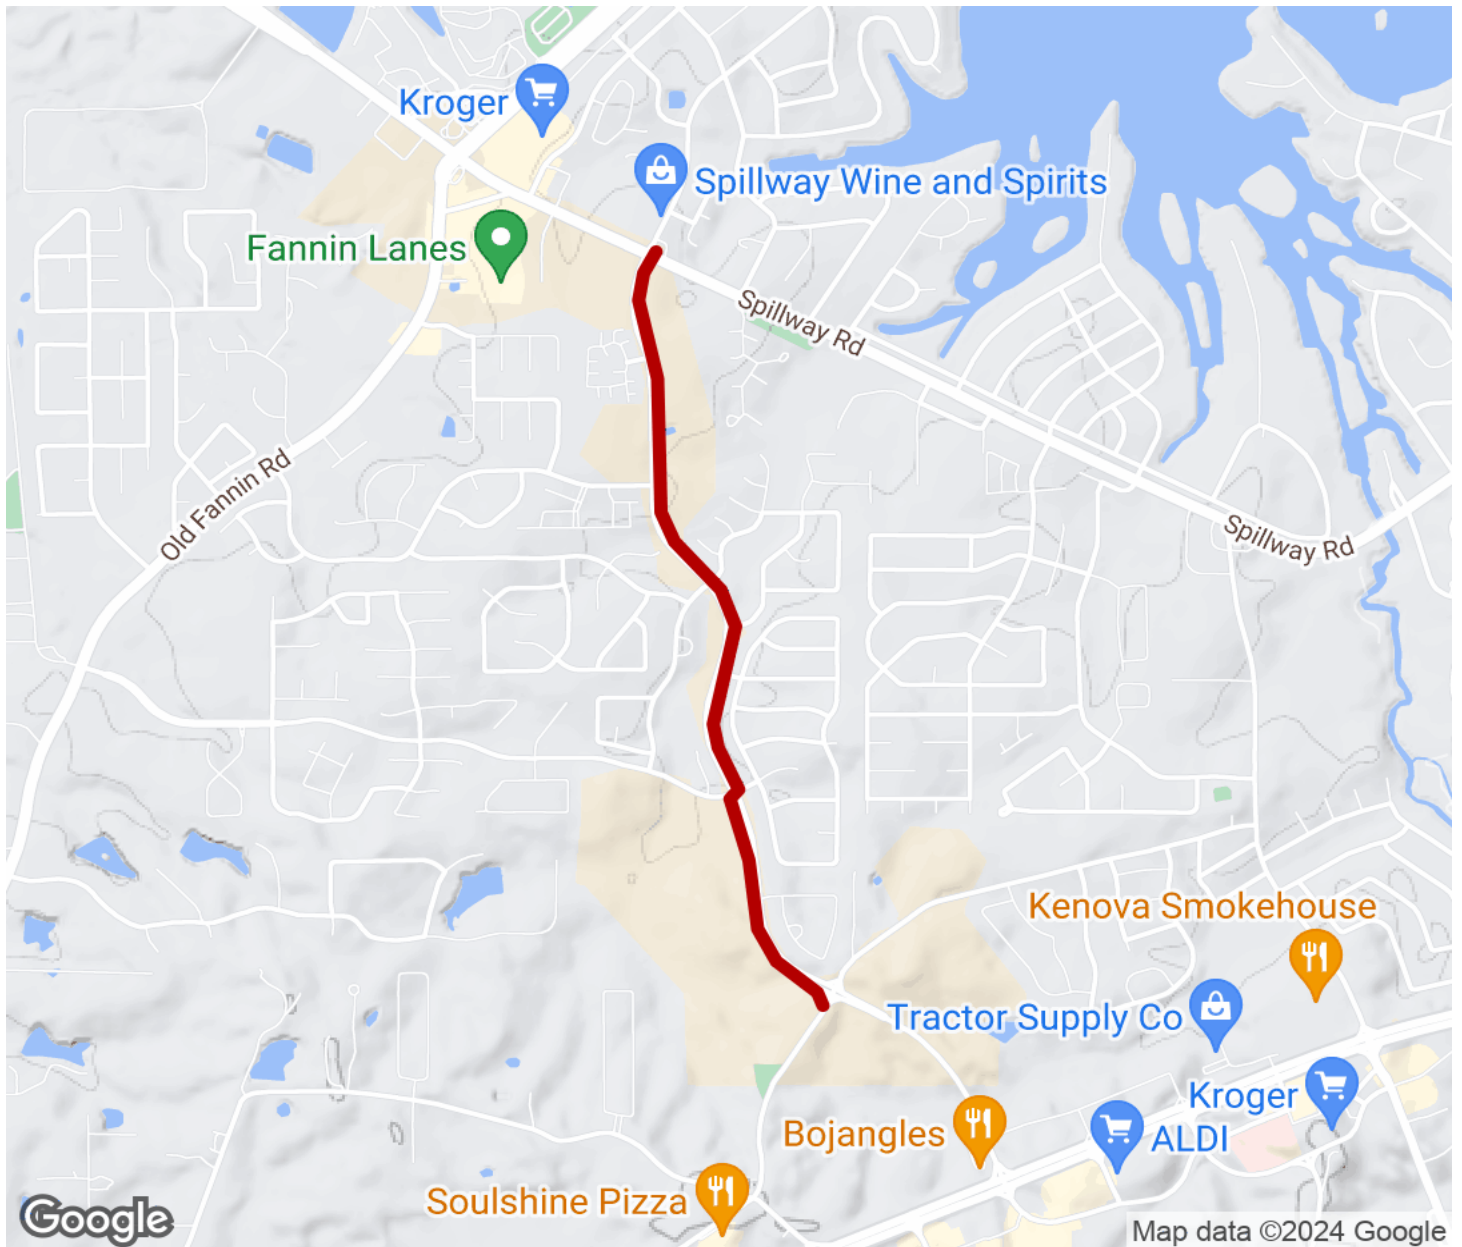 Kroger
Spillway Wine and Spirits
Fannin Lanes
Spillway Rd
Old Fannin Rd
Spillway Rd
Kenova Smokehouse
Tractor Supply Co
Kroger
Bojangles
ALDI
Soulshine Pizza
Google
Map data ©2024 Google